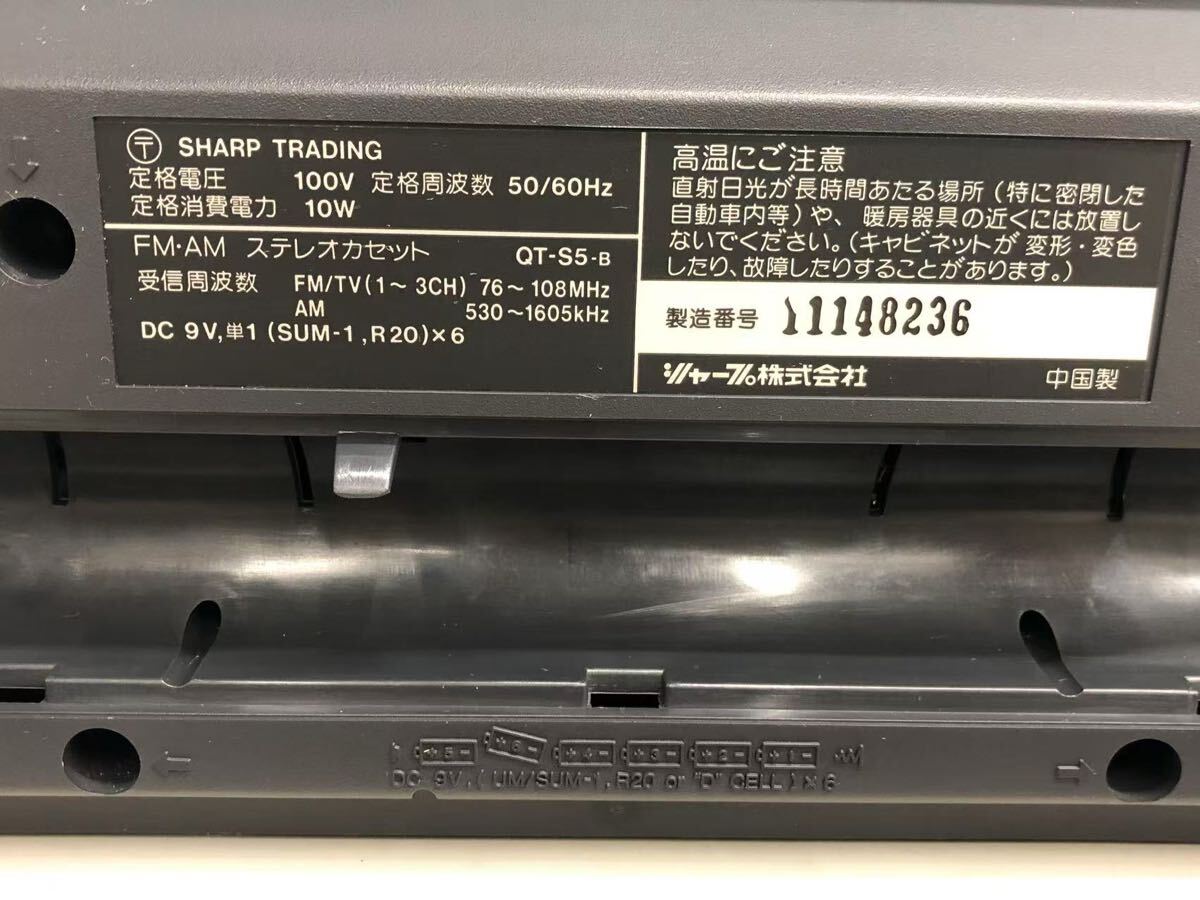 〒 SHARP TRADING
定格電圧 100V 定格周波数 50/60Hz
定格消費電力 10W
FM・AM ステレオカセット QT-S5-B
受信周波数 FM/TV(1～3CH) 76～108MHz
AM 530～1605kHz
DC 9V,単1 (SUM-1,R20)×6
高温にご注意
直射日光が長時間あたる場所(特に密閉した
自動車内等)や、暖房器具の近くには放置し
ないでください。(キャビネットが変形・変色
したり、故障したりすることがあります。)
製造番号 11148236
シャープ株式会社 中国製
+5- +6- +4- +3- +2- +1-
DC 9V,( UM/SUM-1,R20 or "D" CELL ) × 6